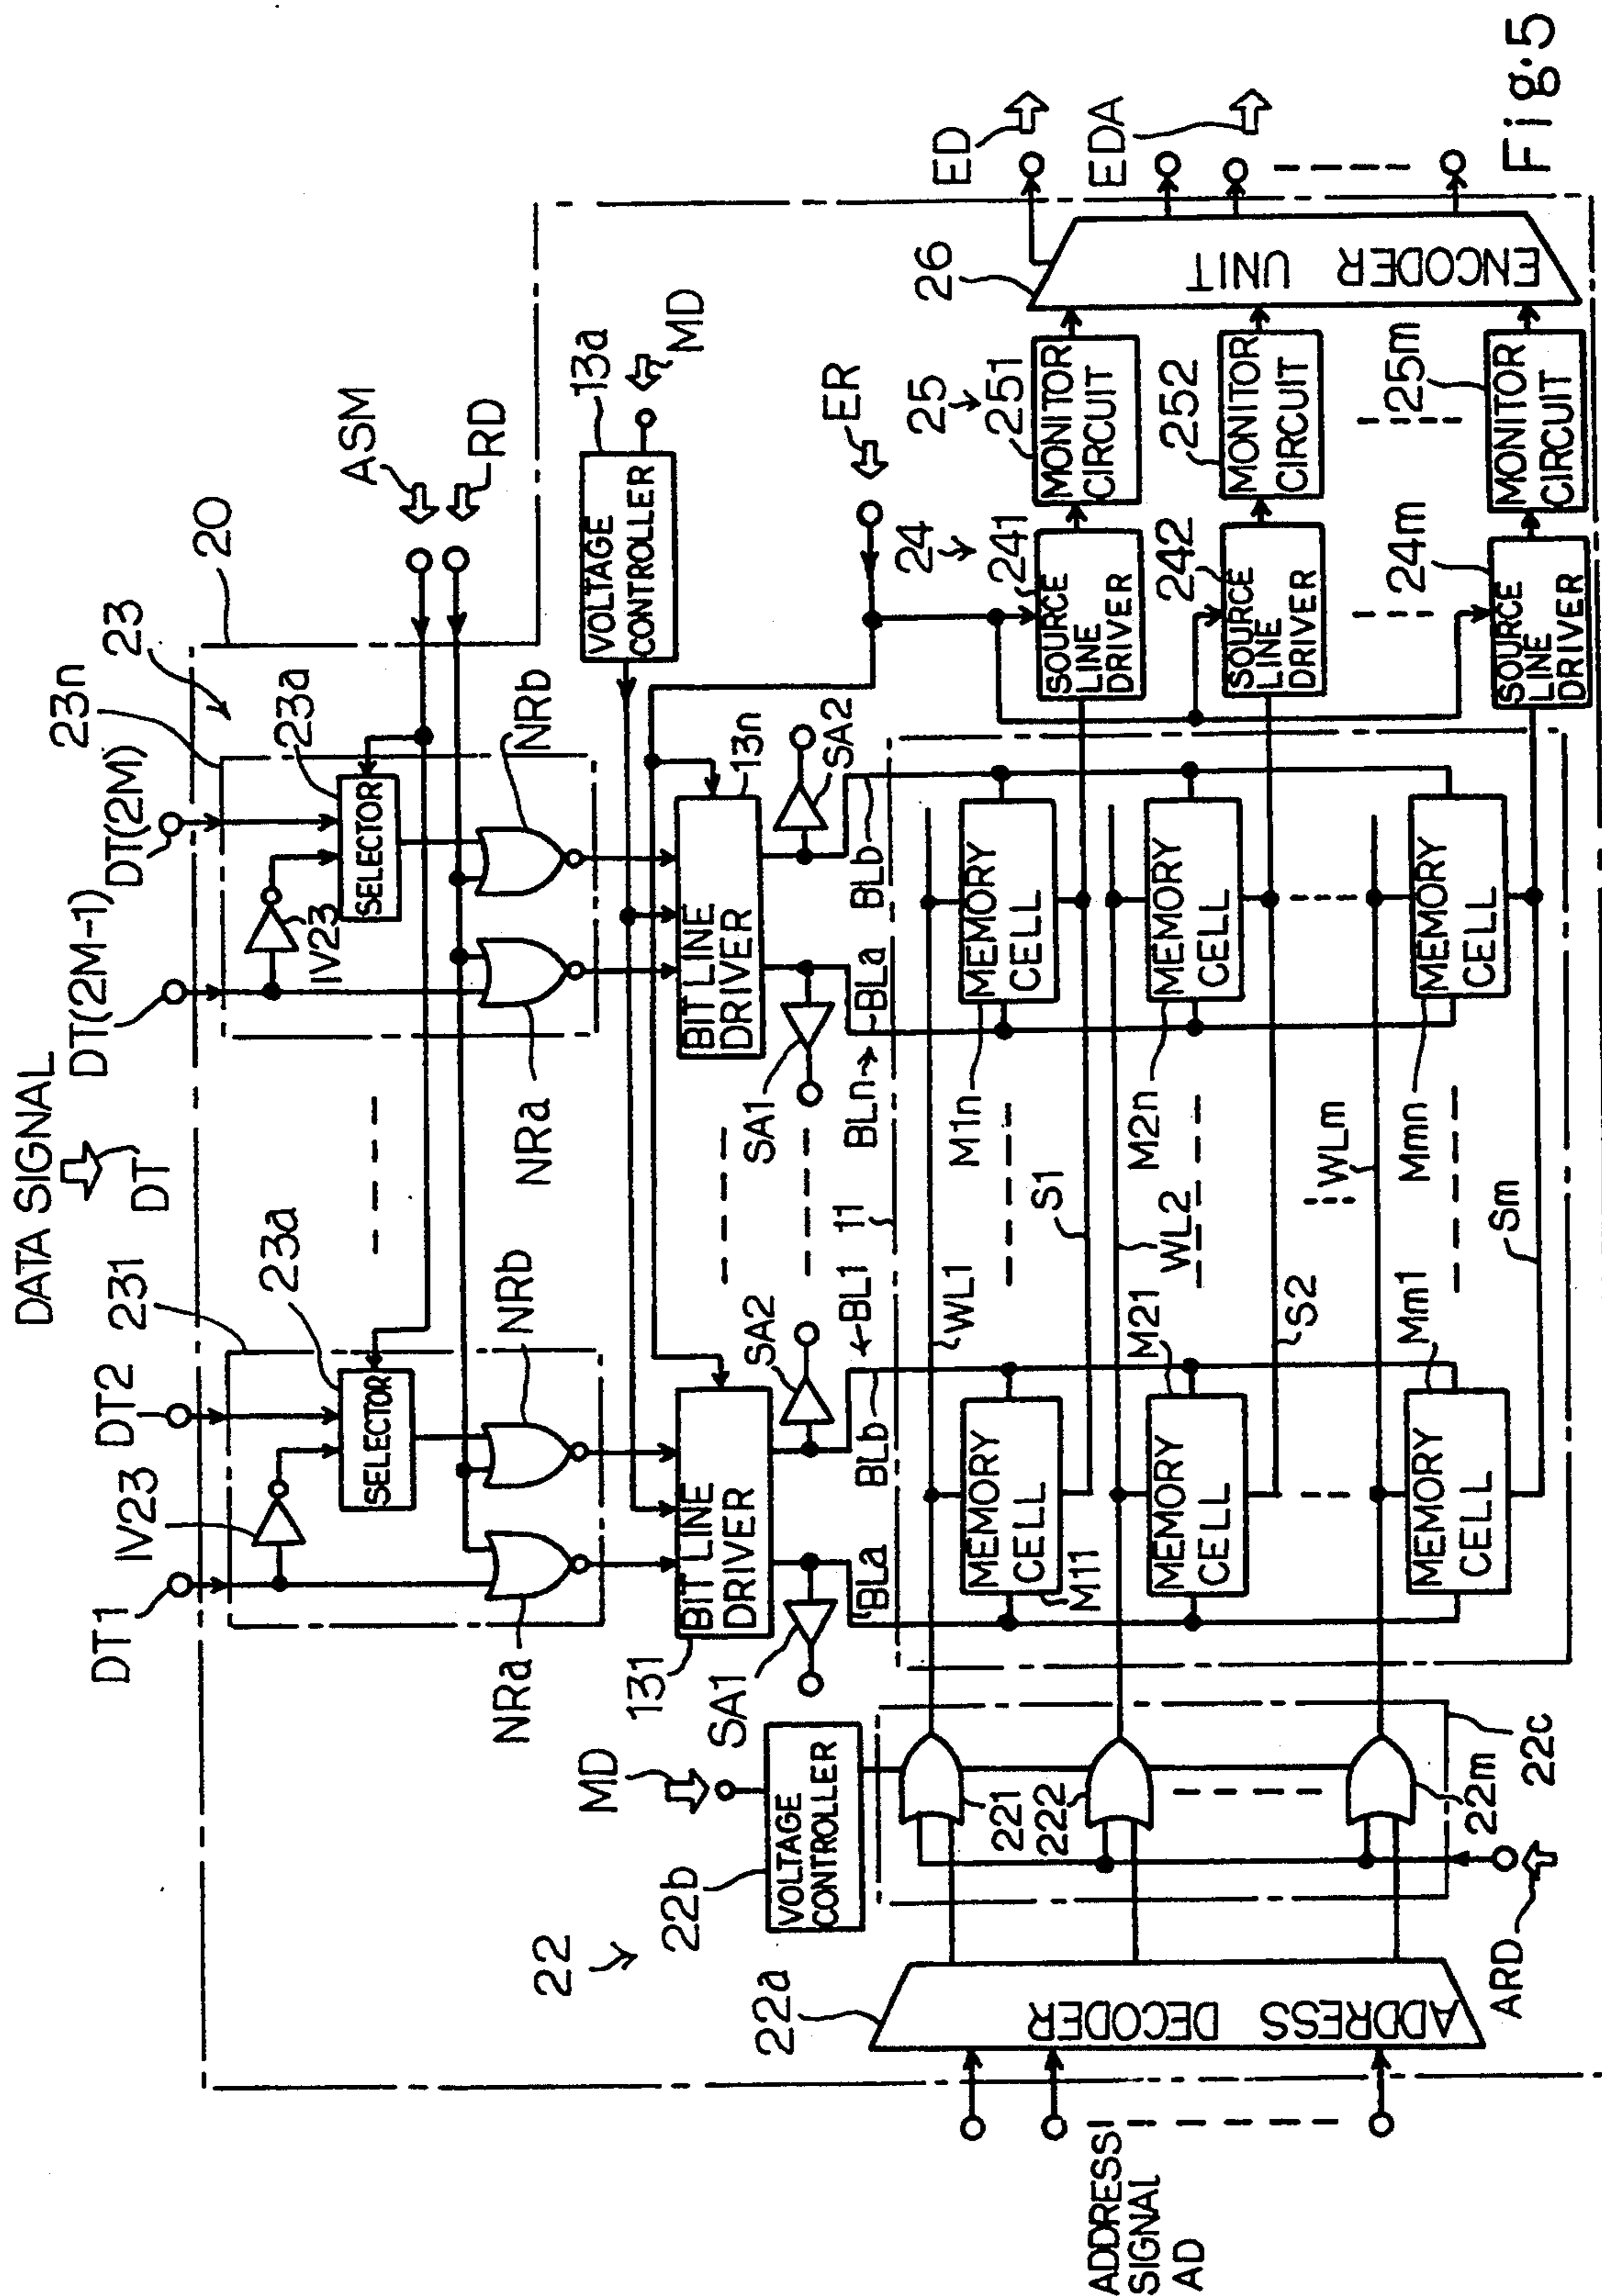 DATA SIGNAL
DT
DT1
DT2
DT(2M-1)
DT(2M)
IV23
231
23a
SELECTOR
NRa
NRb
IV23
23n
23a
SELECTOR
NRa
NRb
23
20
ASM
RD
VOLTAGE
CONTROLLER
13a
MD
BIT LINE
DRIVER
131
BIT LINE
DRIVER
13n
SA1
SA2
SA1
SA2
BLa
BLb
BL1
BLn
BLa
BLb
11
ER
22
22a
ADDRESS DECODER
22b
VOLTAGE
CONTROLLER
MD
221
222
22m
22c
ARD
ADDRESS
SIGNAL
AD
WL1
WL2
WLm
S1
S2
Sm
MEMORY
CELL
M11
MEMORY
CELL
M21
MEMORY
CELL
Mm1
MEMORY
CELL
M1n
MEMORY
CELL
M2n
MEMORY
CELL
Mmn
24
241
SOURCE
LINE
DRIVER
242
SOURCE
LINE
DRIVER
24m
SOURCE
LINE
DRIVER
25
251
MONITOR
CIRCUIT
252
MONITOR
CIRCUIT
25m
MONITOR
CIRCUIT
26
ENCODER UNIT
ED
EDA
Fig. 5